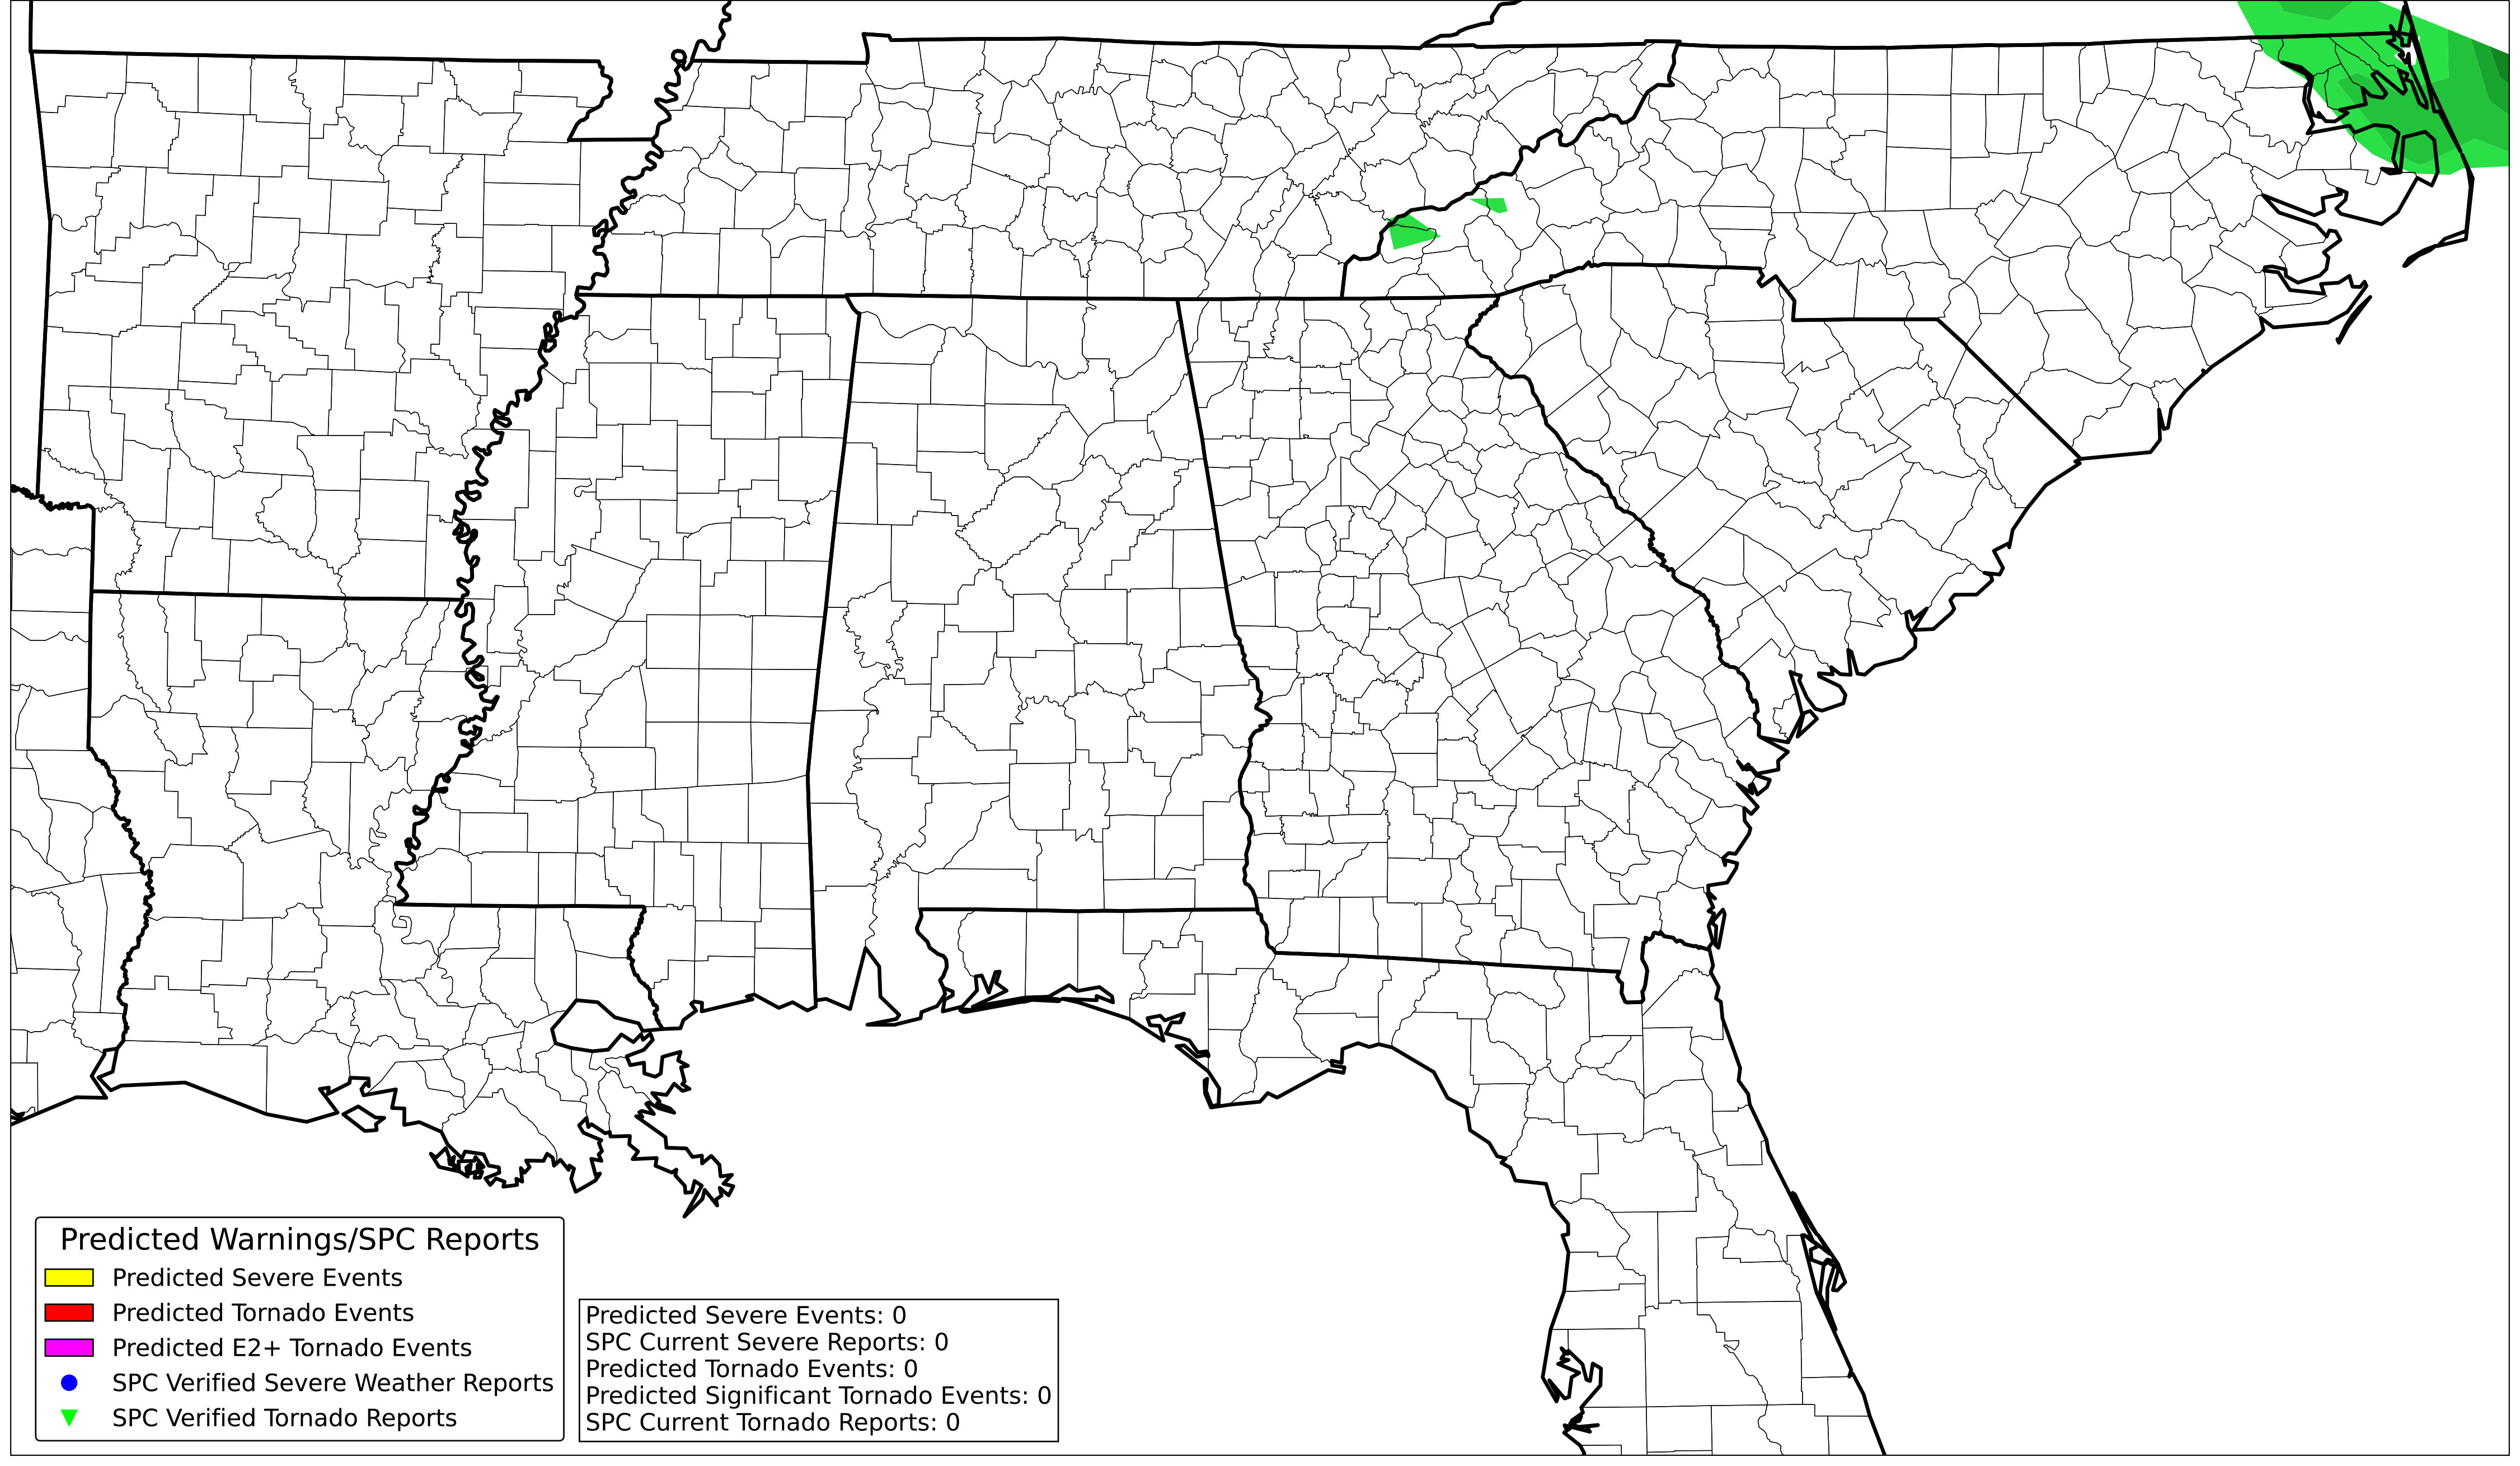 Predicted Warnings/SPC Reports
Predicted Severe Events
Predicted Tornado Events
Predicted E2+ Tornado Events
SPC Verified Severe Weather Reports
SPC Verified Tornado Reports
Predicted Severe Events: 0
SPC Current Severe Reports: 0
Predicted Tornado Events: 0
Predicted Significant Tornado Events: 0
SPC Current Tornado Reports: 0